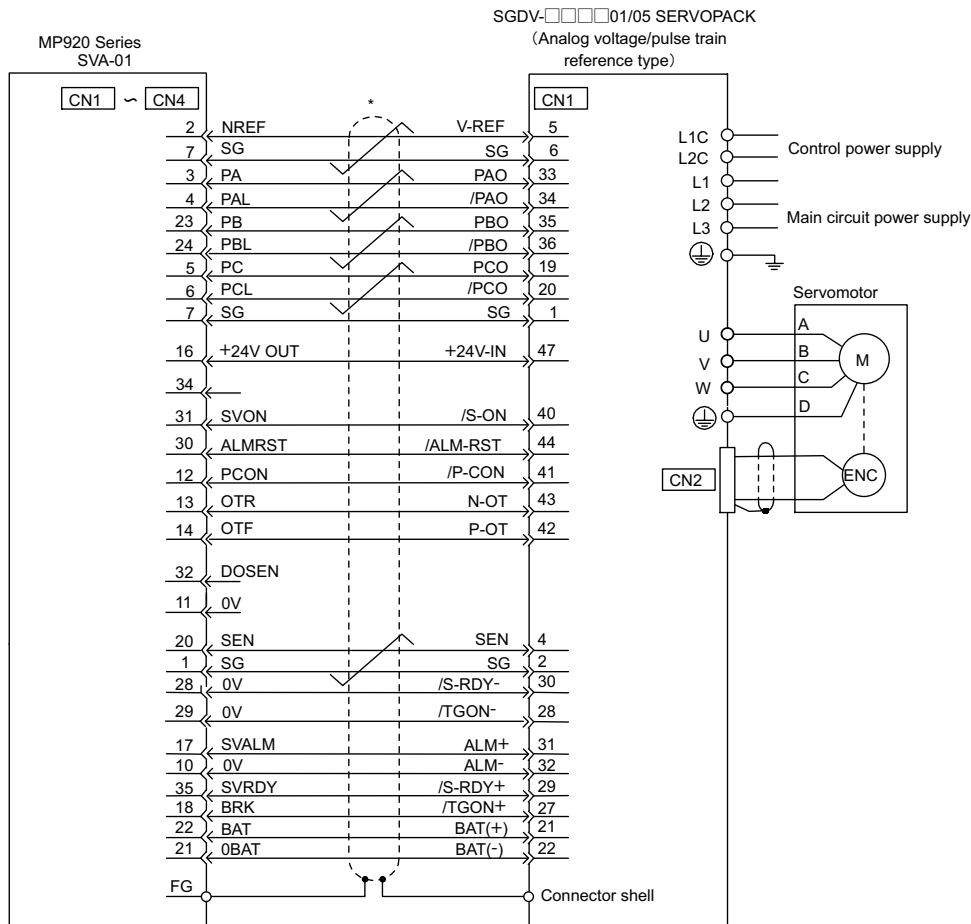 SGDV-□□□□01/05 SERVOPACK
(Analog voltage/pulse train
reference type)
MP920 Series
SVA-01
CN1 ~ CN4 * CN1
2 NREF V-REF 5
7 SG SG 6
3 PA PAO 33
4 PAL /PAO 34
23 PB PBO 35
24 PBL /PBO 36
5 PC PCO 19
6 PCL /PCO 20
7 SG SG 1
16 +24V OUT +24V-IN 47
34
31 SVON /S-ON 40
30 ALMRST /ALM-RST 44
12 PCON /P-CON 41
13 OTR N-OT 43
14 OTF P-OT 42
32 DOSEN
11 0V
20 SEN SEN 4
1 SG SG 2
28 0V /S-RDY- 30
29 0V /TGON- 28
17 SVALM ALM+ 31
10 0V ALM- 32
35 SVRDY /S-RDY+ 29
18 BRK /TGON+ 27
22 BAT BAT(+) 21
21 0BAT BAT(-) 22
FG Connector shell
L1C
L2C
Control power supply
L1
L2
L3
Main circuit power supply
Servomotor
U A
V B
W C
D
M
CN2
ENC